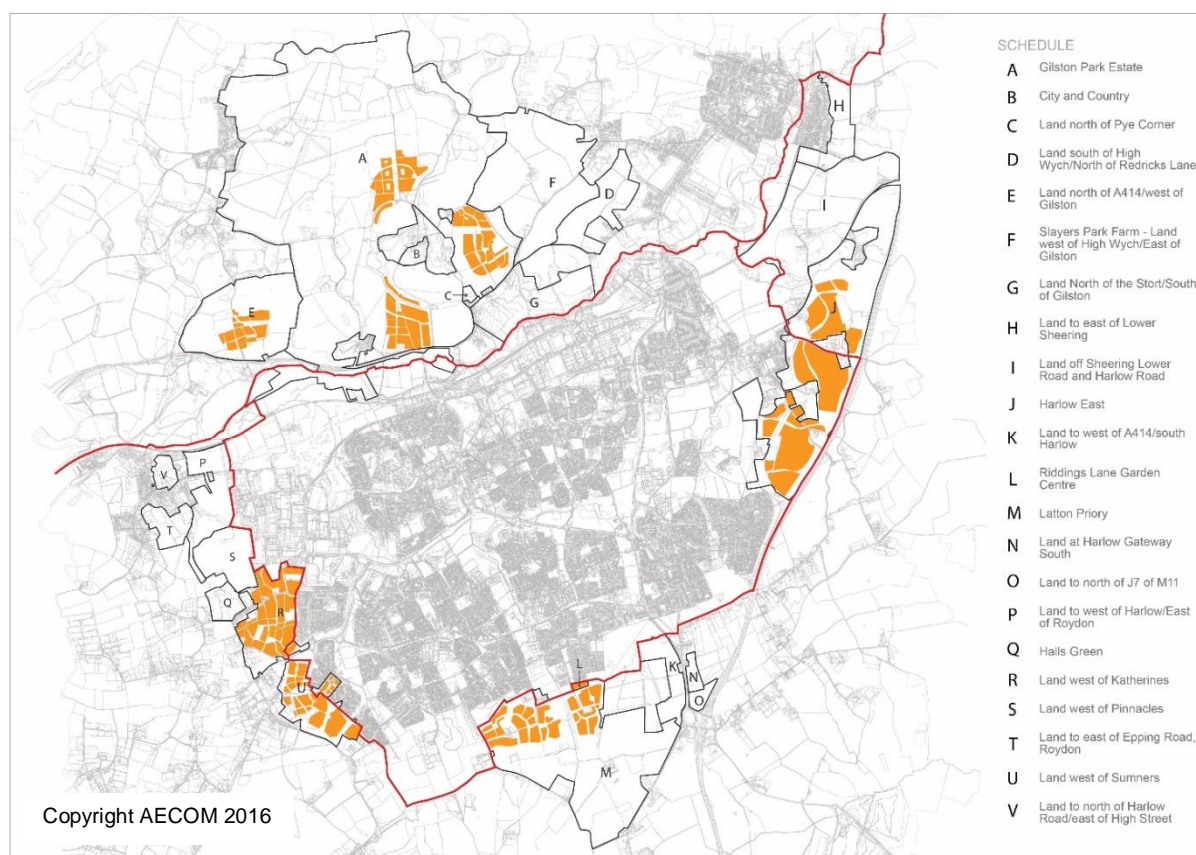 SCHEDULE
A Gilston Park Estate
B City and Country
C Land north of Pye Corner
D Land south of High
Wych/North of Redricks Lane
E Land north of A414/west of
Gilston
F Slayers Park Farm - Land
west of High Wych/East of
Gilston
G Land North of the Stort/South
of Gilston
H Land to east of Lower
Sheering
I Land off Sheering Lower
Road and Harlow Road
J Harlow East
K Land to west of A414/south
Harlow
L Riddings Lane Garden
Centre
M Latton Priory
N Land at Harlow Gateway
South
O Land to north of J7 of M11
P Land to west of Harlow/East
of Roydon
Q Halls Green
R Land west of Katherines
S Land west of Pinnacles
T Land to east of Epping Road,
Roydon
U Land west of Sumners
V Land to north of Harlow
Road/east of High Street
H
A
F
D
I
B
C
G
E
J
V
P
T
S
Q
R
U
L
K
N
O
M
Copyright AECOM 2016